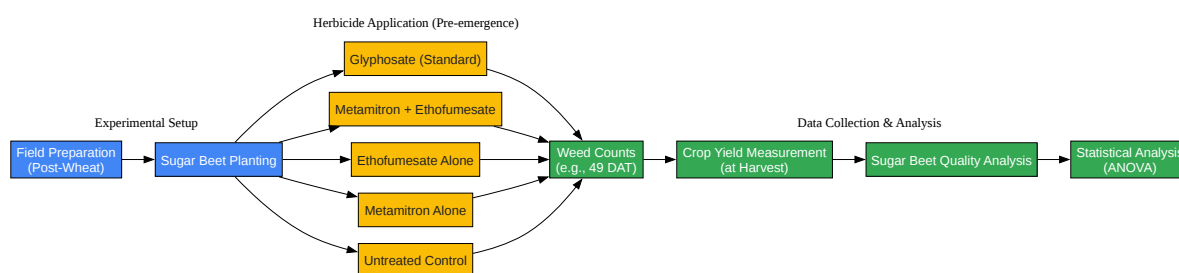 Herbicide Application (Pre-emergence)
Glyphosate (Standard)
Experimental Setup
Metamitron + Ethofumesate
Data Collection & Analysis
Field Preparation
(Post-Wheat)
Sugar Beet Planting
Ethofumesate Alone
Weed Counts
(e.g., 49 DAT)
Crop Yield Measurement
(at Harvest)
Sugar Beet Quality Analysis
Statistical Analysis
(ANOVA)
Metamitron Alone
Untreated Control